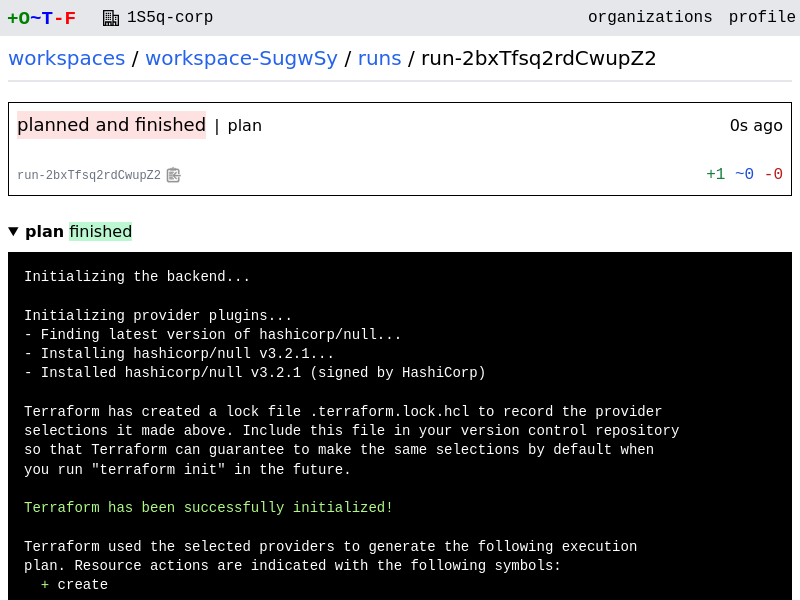 +O~T-F 1S5q-corp organizations profile
workspaces / workspace-SugwSy / runs / run-2bxTfsq2rdCwupZ2
planned and finished | plan 0s ago
run-2bxTfsq2rdCwupZ2 +1 ~0 -0
plan finished
Initializing the backend...
Initializing provider plugins...
- Finding latest version of hashicorp/null...
- Installing hashicorp/null v3.2.1...
- Installed hashicorp/null v3.2.1 (signed by HashiCorp)
Terraform has created a lock file .terraform.lock.hcl to record the provider
selections it made above. Include this file in your version control repository
so that Terraform can guarantee to make the same selections by default when
you run "terraform init" in the future.
Terraform has been successfully initialized!
Terraform used the selected providers to generate the following execution
plan. Resource actions are indicated with the following symbols:
+ create